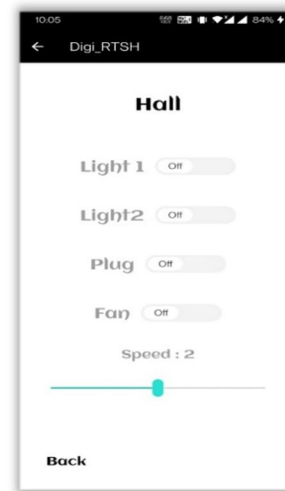 10:05 84%
Digi_RTSH
Hall
Light 1 Off
Light2 Off
Plug Off
Fan Off
Speed : 2
Back